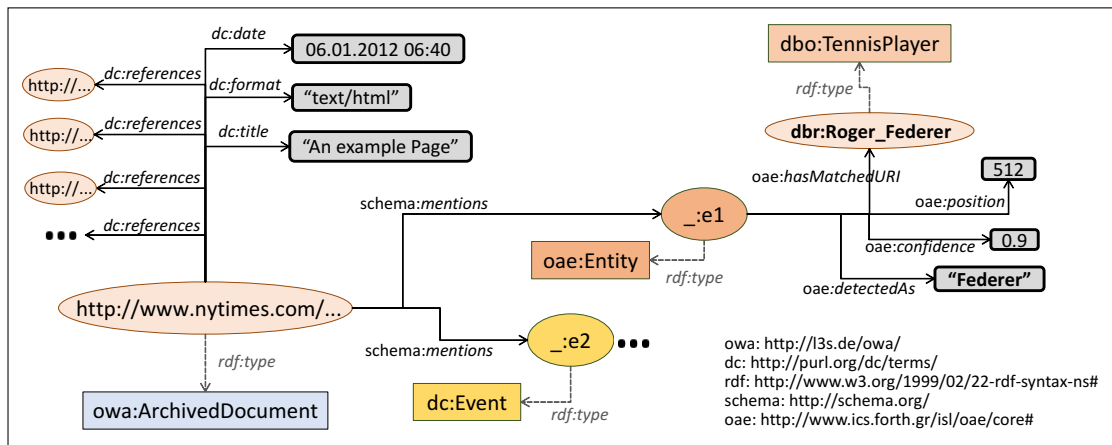 dc:date
06.01.2012 06:40
dbo:TennisPlayer
http://...
dc:references
dc:format
"text/html"
rdf:type
http://...
dc:references
dc:title
"An example Page"
dbr:Roger_Federer
http://...
dc:references
oae:hasMatchedURI
512
schema:mentions
_:e1
oae:position
... dc:references
oae:confidence
0.9
oae:Entity
rdf:type
oae:detectedAs
"Federer"
http://www.nytimes.com/...
schema:mentions
_:e2 ...
rdf:type
owa:ArchivedDocument
dc:Event
rdf:type
owa: http://l3s.de/owa/
dc: http://purl.org/dc/terms/
rdf: http://www.w3.org/1999/02/22-rdf-syntax-ns#
schema: http://schema.org/
oae: http://www.ics.forth.gr/isl/oae/core#